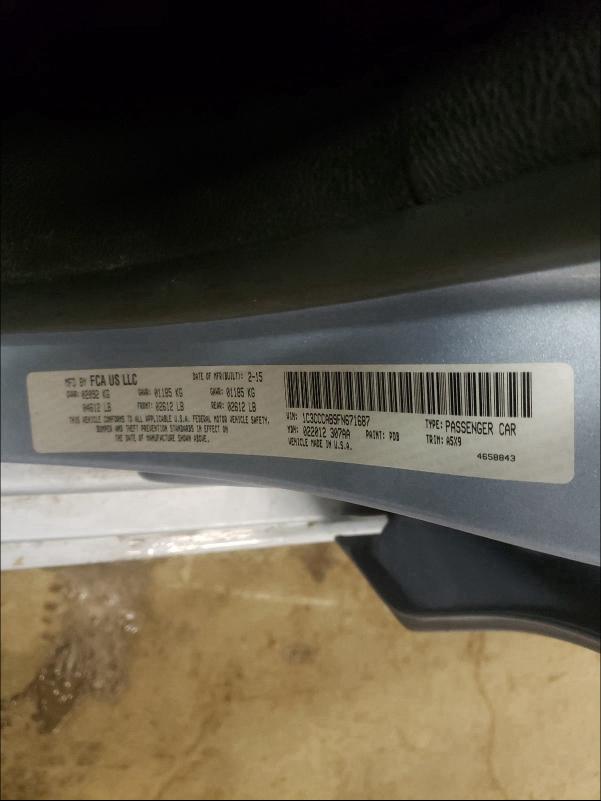 MFD BY FCA US LLC DATE OF MFR(BUILT): 2-15
GVWR: 02092 KG GAWR: 01185 KG GAWR: 01185 KG
04612 LB FRONT: 02612 LB REAR: 02612 LB
THIS VEHICLE CONFORMS TO ALL APPLICABLE U.S.A. FEDERAL MOTOR VEHICLE SAFETY,
BUMPER AND THEFT PREVENTION STANDARDS IN EFFECT ON
THE DATE OF MANUFACTURE SHOWN ABOVE.
VIN: 1C3CCCAB9FN671687 TYPE: PASSENGER CAR
MDH: 022012 307AA PAINT: PDB TRIM: A5X9
VEHICLE MADE IN U.S.A.
4658843